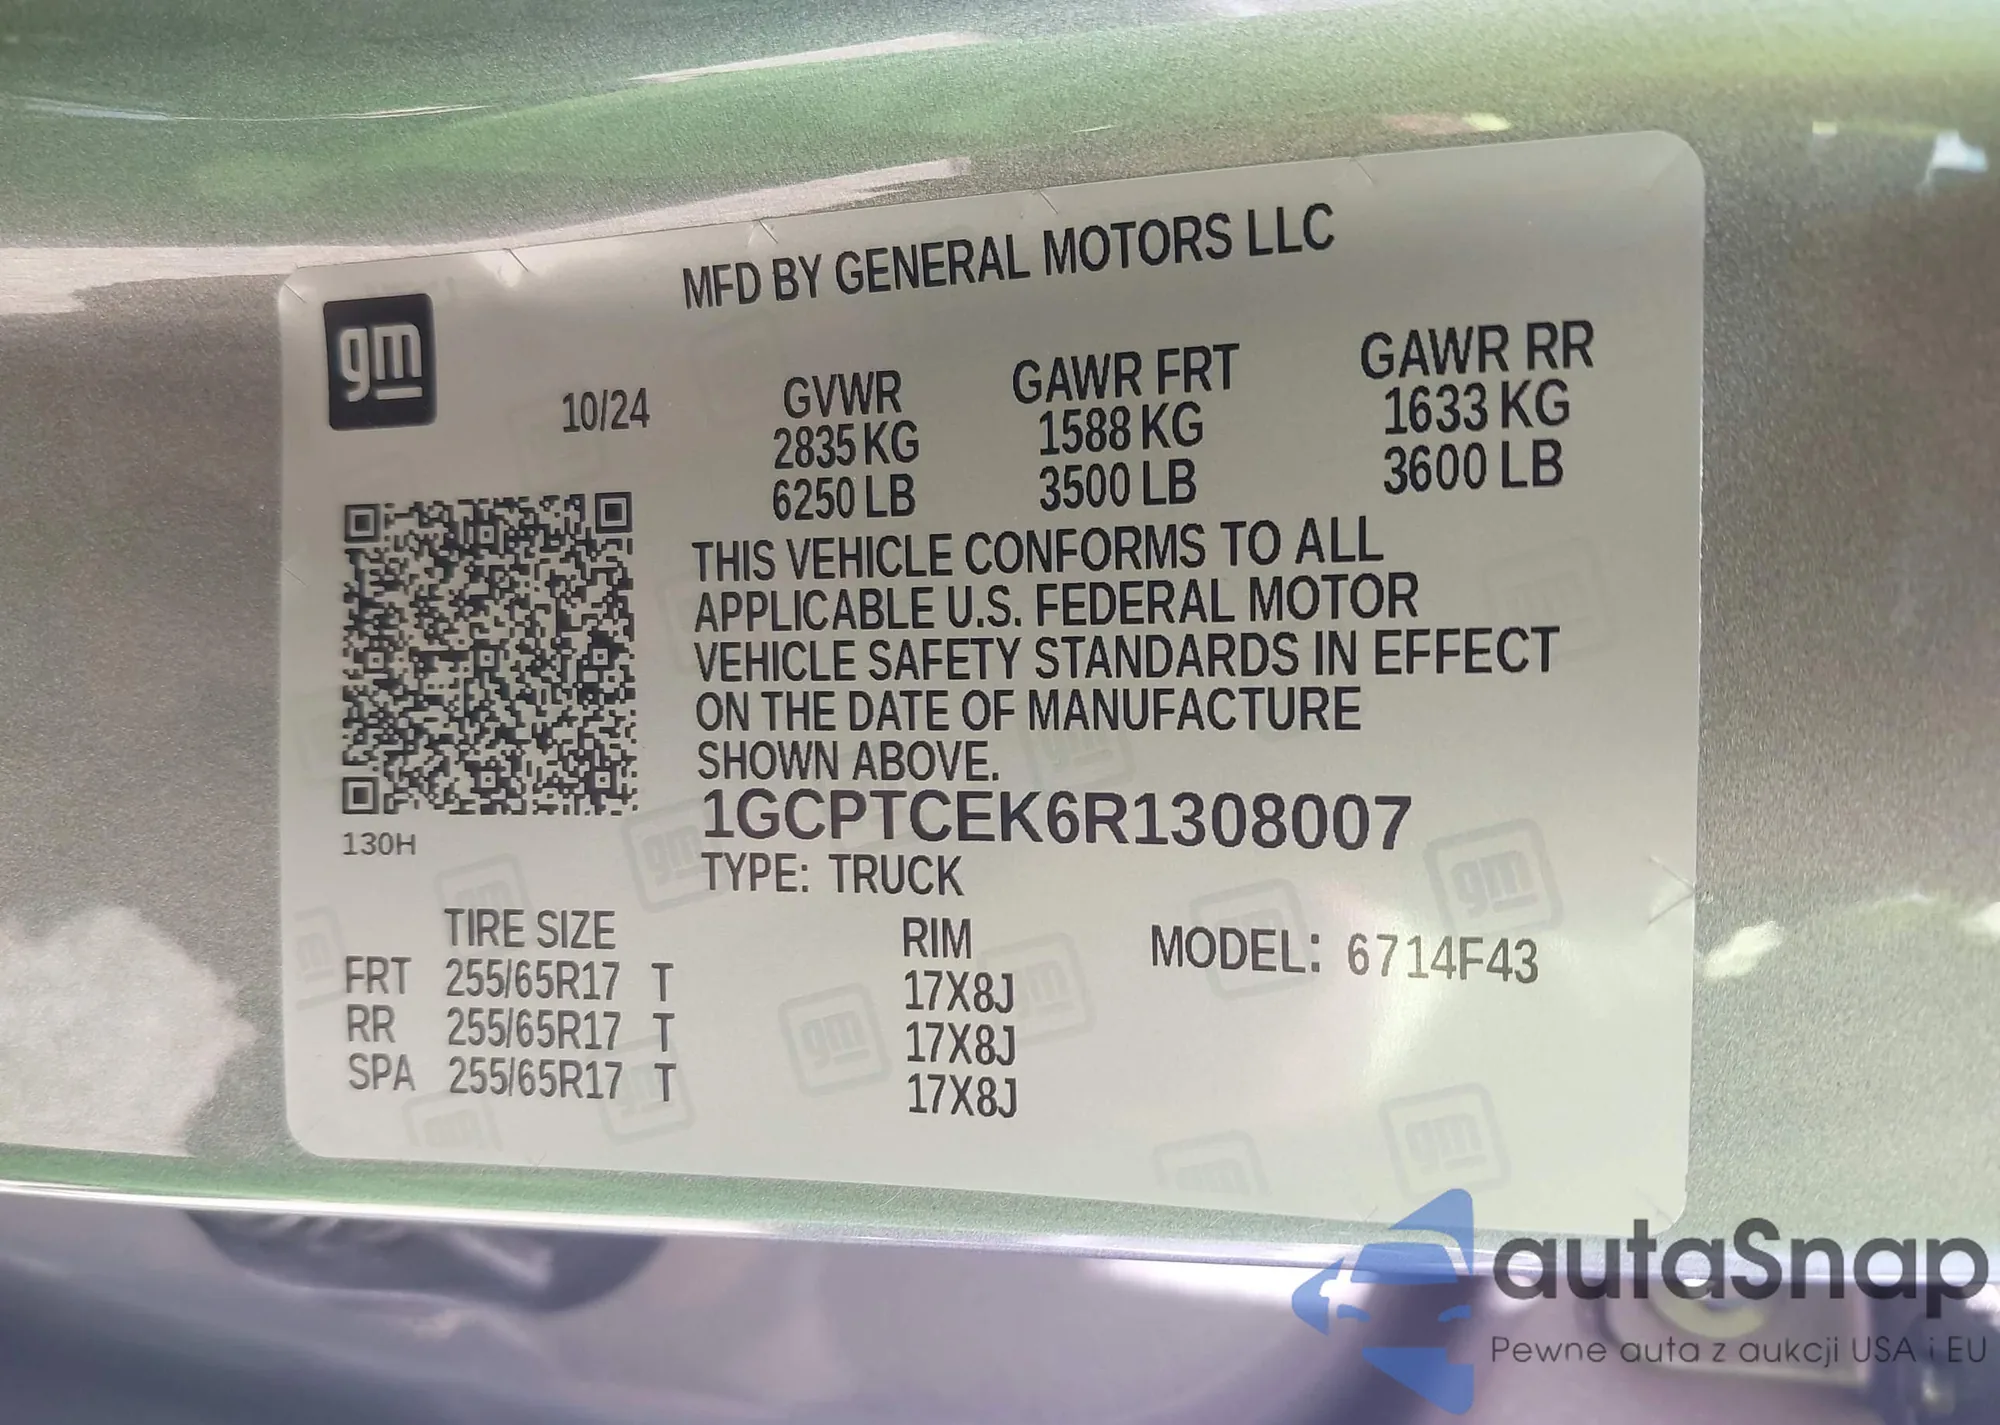 MFD BY GENERAL MOTORS LLC
gm
10/24
GVWR GAWR FRT GAWR RR
2835 KG 1588 KG 1633 KG
6250 LB 3500 LB 3600 LB
THIS VEHICLE CONFORMS TO ALL
APPLICABLE U.S. FEDERAL MOTOR
VEHICLE SAFETY STANDARDS IN EFFECT
ON THE DATE OF MANUFACTURE
SHOWN ABOVE.
1GCPTCEK6R1308007
130H
TYPE: TRUCK
TIRE SIZE RIM MODEL: 6714F43
FRT 255/65R17 T 17X8J
RR 255/65R17 T 17X8J
SPA 255/65R17 T 17X8J
autaSnap
Pewne auta z aukcji USA i EU